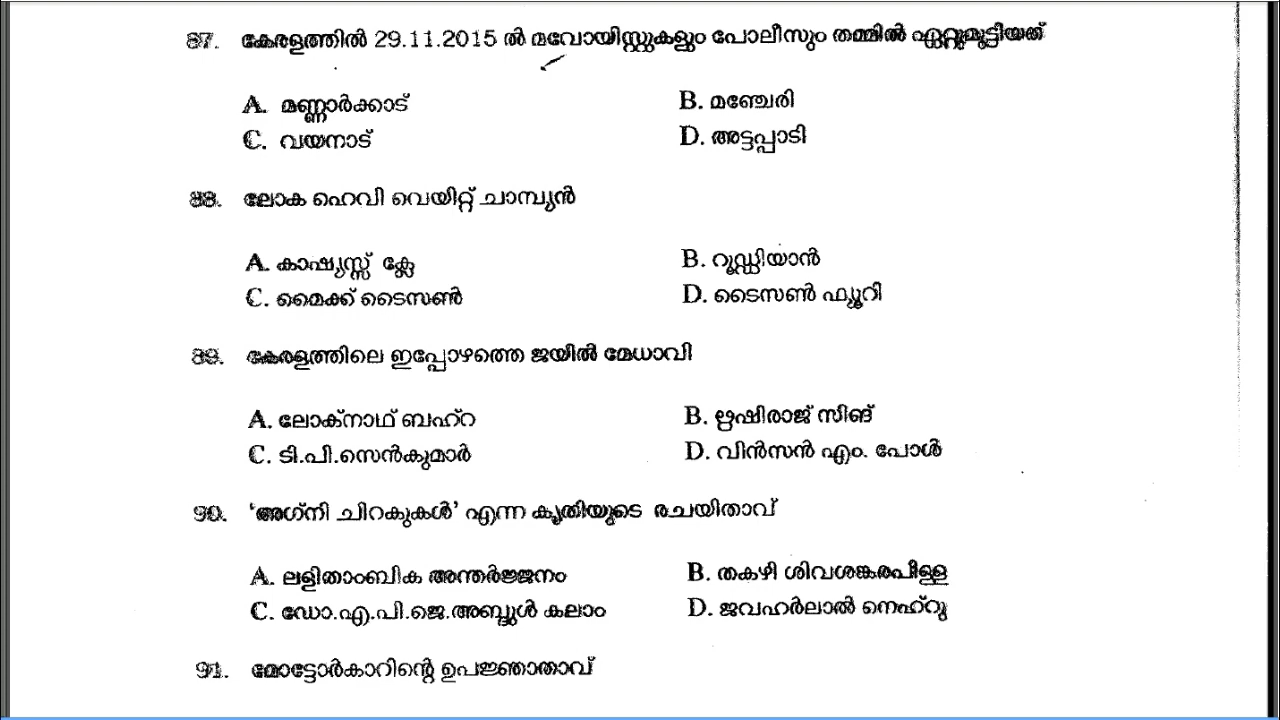 87. കേരളത്തിൽ 29.11.2015 ൽ മവോയിസ്റ്റുകളും പോലീസും തമ്മിൽ ഏറ്റുമുട്ടിയത്
A. മണ്ണാർക്കാട് B. മഞ്ചേരി
C. വയനാട് D. അട്ടപ്പാടി
88. ലോക ഹെവി വെയിറ്റ് ചാമ്പ്യൻ
A. കാഷ്യസ്സ് ക്ലേ B. റൂഡ്ഡിയാൻ
C. മൈക്ക് ടൈസൺ D. ടൈസൺ ഫ്യൂറി
89. കേരളത്തിലെ ഇപ്പോഴത്തെ ജയിൽ മേധാവി
A. ലോക്നാഥ് ബഹ്റ B. ഋഷിരാജ് സിങ്
C. ടി.പി.സെൻകുമാർ D. വിൻസൻ എം. പോൾ
90. ‘അഗ്നി ചിറകുകൾ’ എന്ന കൃതിയുടെ രചയിതാവ്
A. ലളിതാംബിക അന്തർജ്ജനം B. തകഴി ശിവശങ്കരപിള്ള
C. ഡോ.എ.പി.ജെ.അബ്ദുൾ കലാം D. ജവഹർലാൽ നെഹ്റു
91. മോട്ടോർകാറിന്റെ ഉപജ്ഞാതാവ്